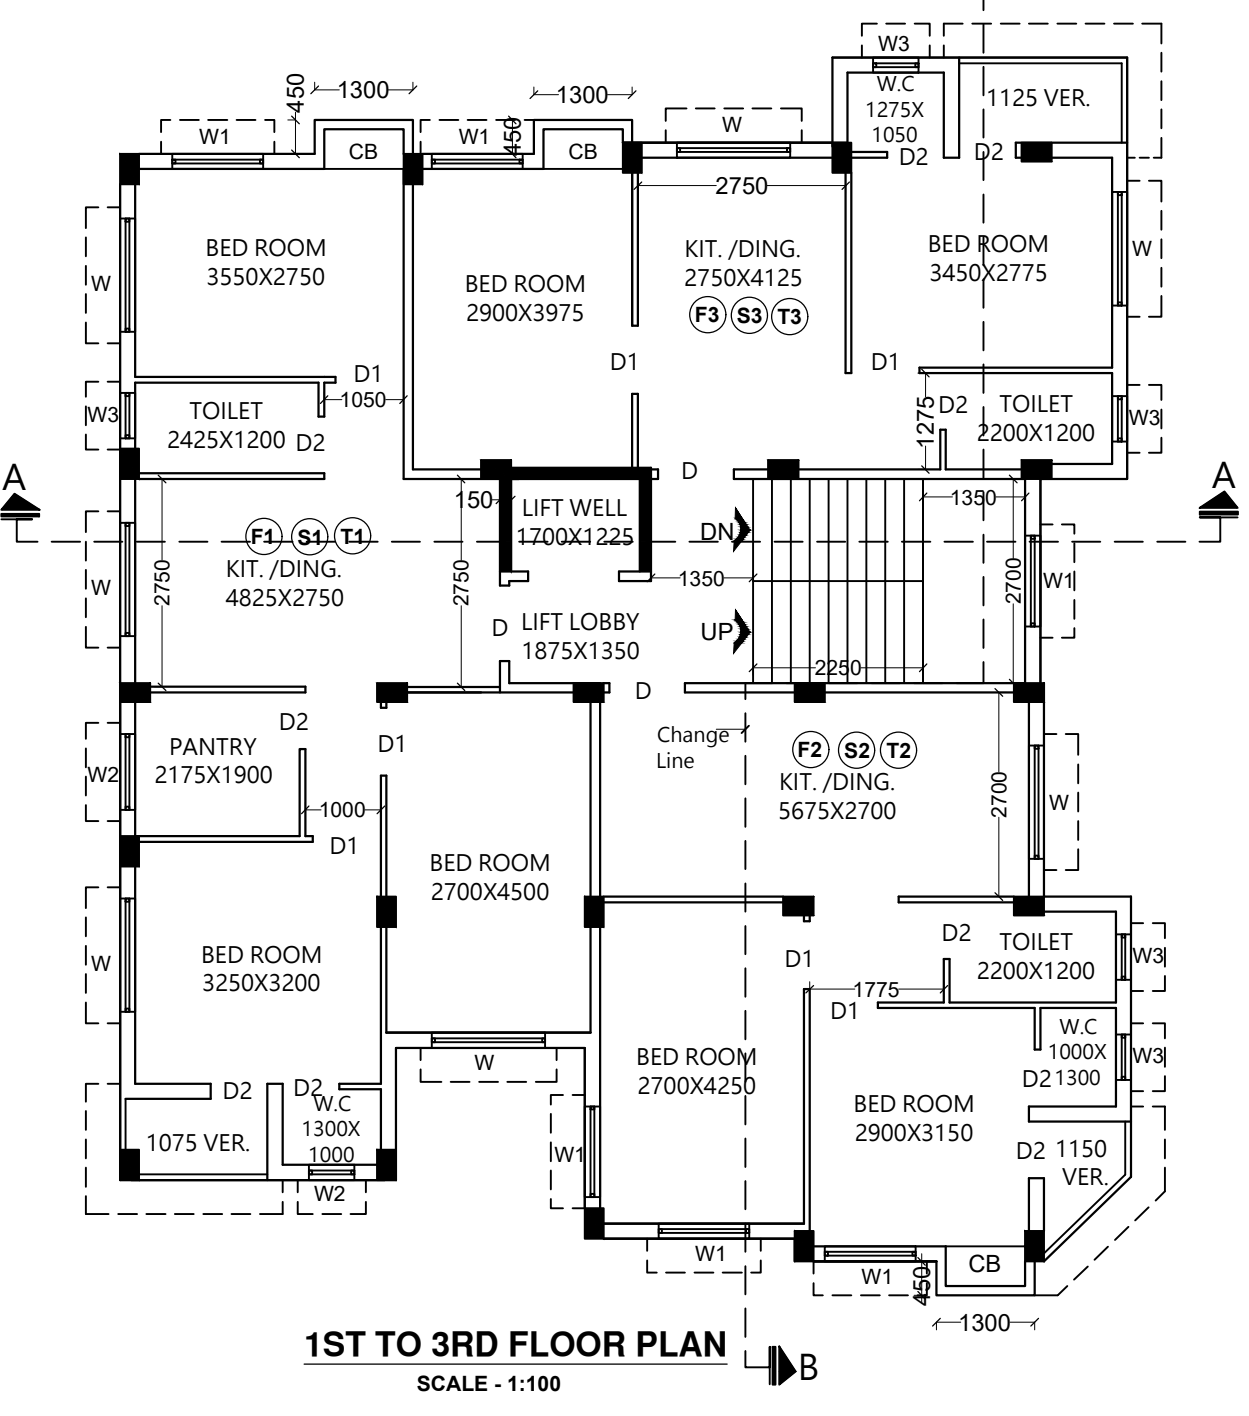 W3
W.C
1275X
1050
1125 VER.
450
1300
1300
W1
W1
450
W
CB
CB
D2
D2
2750
BED ROOM
3550X2750
BED ROOM
2900X3975
KIT. /DING.
2750X4125
F3 S3 T3
BED ROOM
3450X2775
W
W
D1
D1
D1
1050
W3
TOILET
2425X1200
D2
1275
D2
TOILET
2200X1200
W3
A
A
D
150
LIFT WELL
1700X1225
DN
1350
F1 S1 T1
KIT. /DING.
4825X2750
W
2750
2750
1350
2700
W1
D
LIFT LOBBY
1875X1350
UP
2250
D
D2
PANTRY
2175X1900
W2
D1
1000
D1
Change
Line
F2 S2 T2
KIT. /DING.
5675X2700
2700
W
BED ROOM
2700X4500
BED ROOM
3250X3200
W
D1
D2
TOILET
2200X1200
W3
1775
D1
W
BED ROOM
2700X4250
W.C
1000X
1300
D2
W3
D2
D2
W.C
1300X
1000
1075 VER.
W2
W1
BED ROOM
2900X3150
D2
1150
VER.
W1
W1
450
CB
1300
1ST TO 3RD FLOOR PLAN
SCALE - 1:100
B